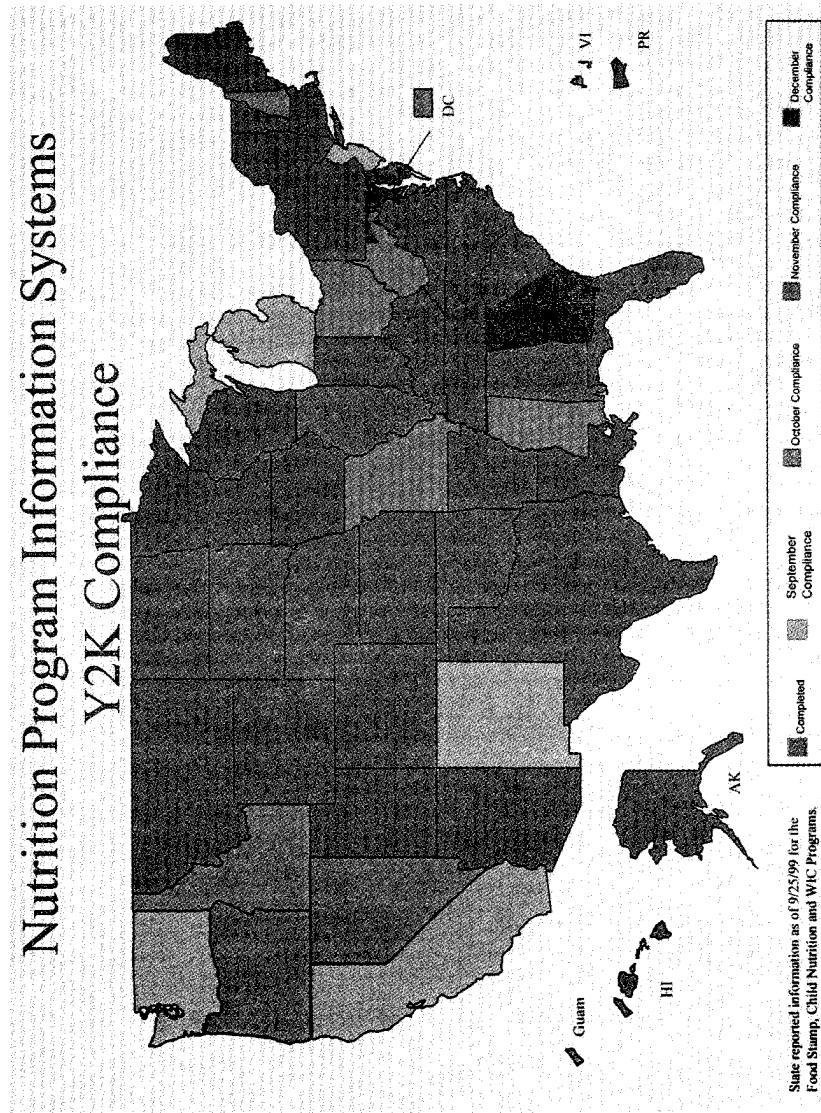 Nutrition Program Information Systems
Y2K Compliance
DC
VI
PR
Guam
HI
AK
State reported information as of 9/25/99 for the
Food Stamp, Child Nutrition and WIC Programs.
Completed
September
Compliance
October Compliance
November Compliance
December
Compliance